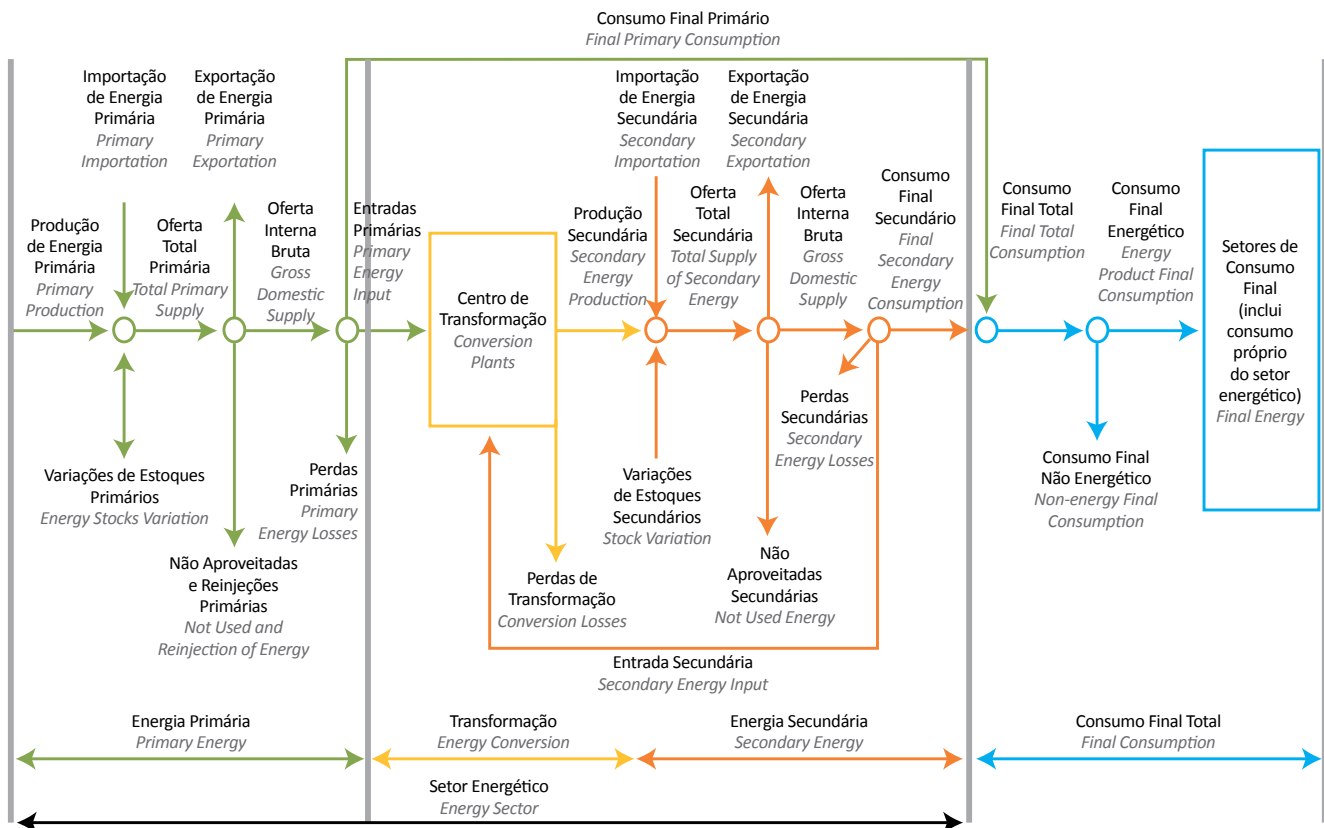 Consumo Final Primário
Final Primary Consumption
Importação
de Energia
Primária
Primary
Importation
Exportação
de Energia
Primária
Primary
Exportation
Importação
de Energia
Secundária
Secondary
Importation
Exportação
de Energia
Secundária
Secondary
Exportation
Produção
de Energia
Primária
Primary
Production
Oferta
Total
Primária
Total Primary
Supply
Oferta
Interna
Bruta
Gross
Domestic
Supply
Entradas
Primárias
Primary
Energy
Input
Centro de
Transformação
Conversion
Plants
Produção
Secundária
Secondary
Energy
Production
Oferta
Total
Secundária
Total Supply
of Secondary
Energy
Oferta
Interna
Bruta
Gross
Domestic
Supply
Consumo
Final
Secundário
Final
Secondary
Energy
Consumption
Consumo
Final Total
Final Total
Consumption
Consumo
Final
Energético
Energy
Product Final
Consumption
Setores de
Consumo
Final
(inclui
consumo
próprio
do setor
energético)
Final Energy
Variações de Estoques
Primários
Energy Stocks Variation
Perdas
Primárias
Primary
Energy Losses
Não Aproveitadas
e Reinjeções
Primárias
Not Used and
Reinjection of Energy
Perdas de
Transformação
Conversion Losses
Variações
de Estoques
Secundários
Stock Variation
Perdas
Secundárias
Secondary
Energy Losses
Não
Aproveitadas
Secundárias
Not Used Energy
Consumo Final
Não Energético
Non-energy Final
Consumption
Entrada Secundária
Secondary Energy Input
Energia Primária
Primary Energy
Transformação
Energy Conversion
Energia Secundária
Secondary Energy
Consumo Final Total
Final Consumption
Setor Energético
Energy Sector